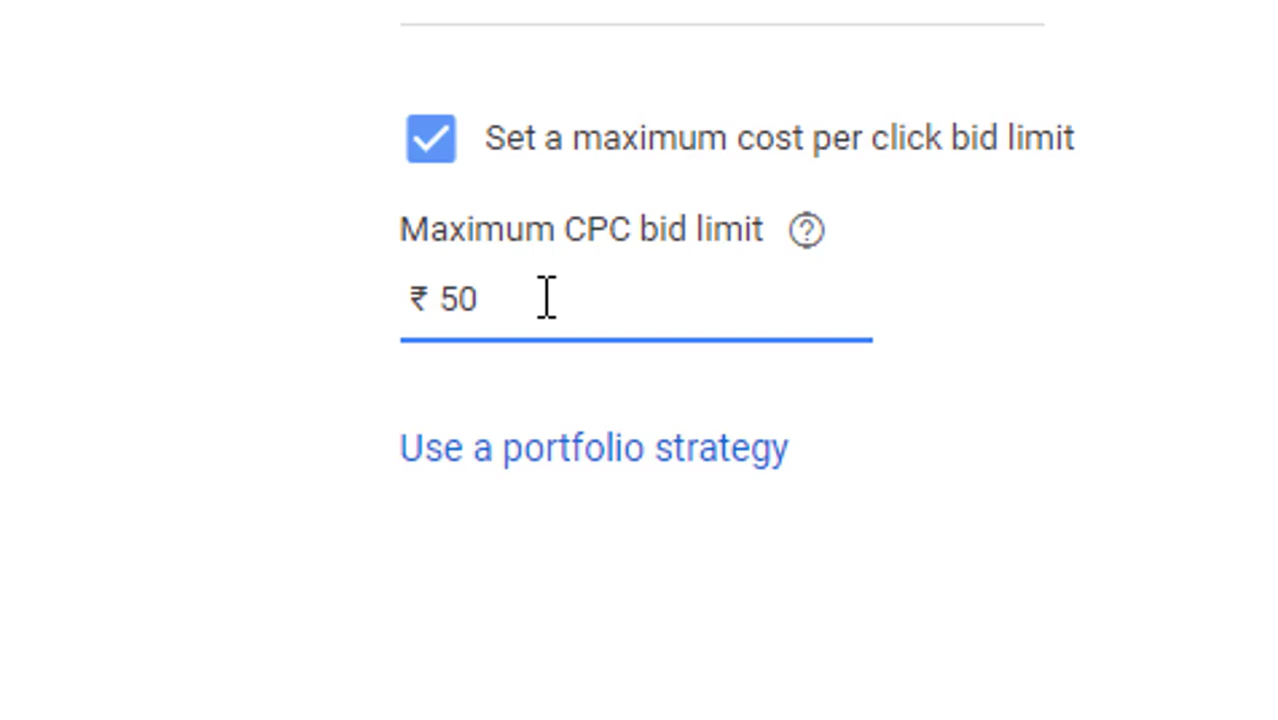 Set a maximum cost per click bid limit
Maximum CPC bid limit
₹ 50
Use a portfolio strategy